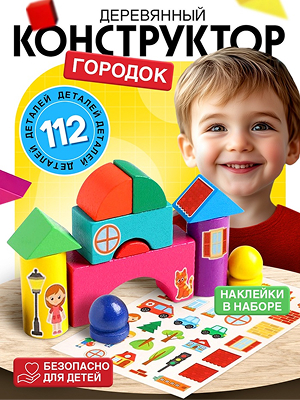 ДЕРЕВЯННЫЙ
КОНСТРУКТОР
ГОРОДОК
ДЕТАЛЕЙ ДЕТАЛЕЙ ДЕТАЛЕЙ ДЕТАЛЕЙ
112
НАКЛЕЙКИ
В НАБОРЕ
БЕЗОПАСНО
ДЛЯ ДЕТЕЙ